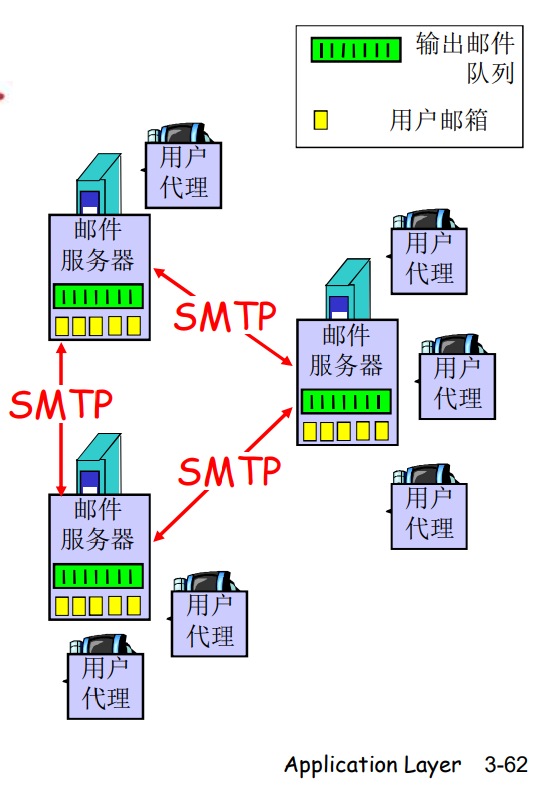 输出邮件
队列
用户邮箱
用户
代理
邮件
服务器
用户
代理
SMTP
邮件
服务器
用户
代理
SMTP
SMTP
用户
代理
邮件
服务器
用户
代理
用户
代理
Application Layer 3-62